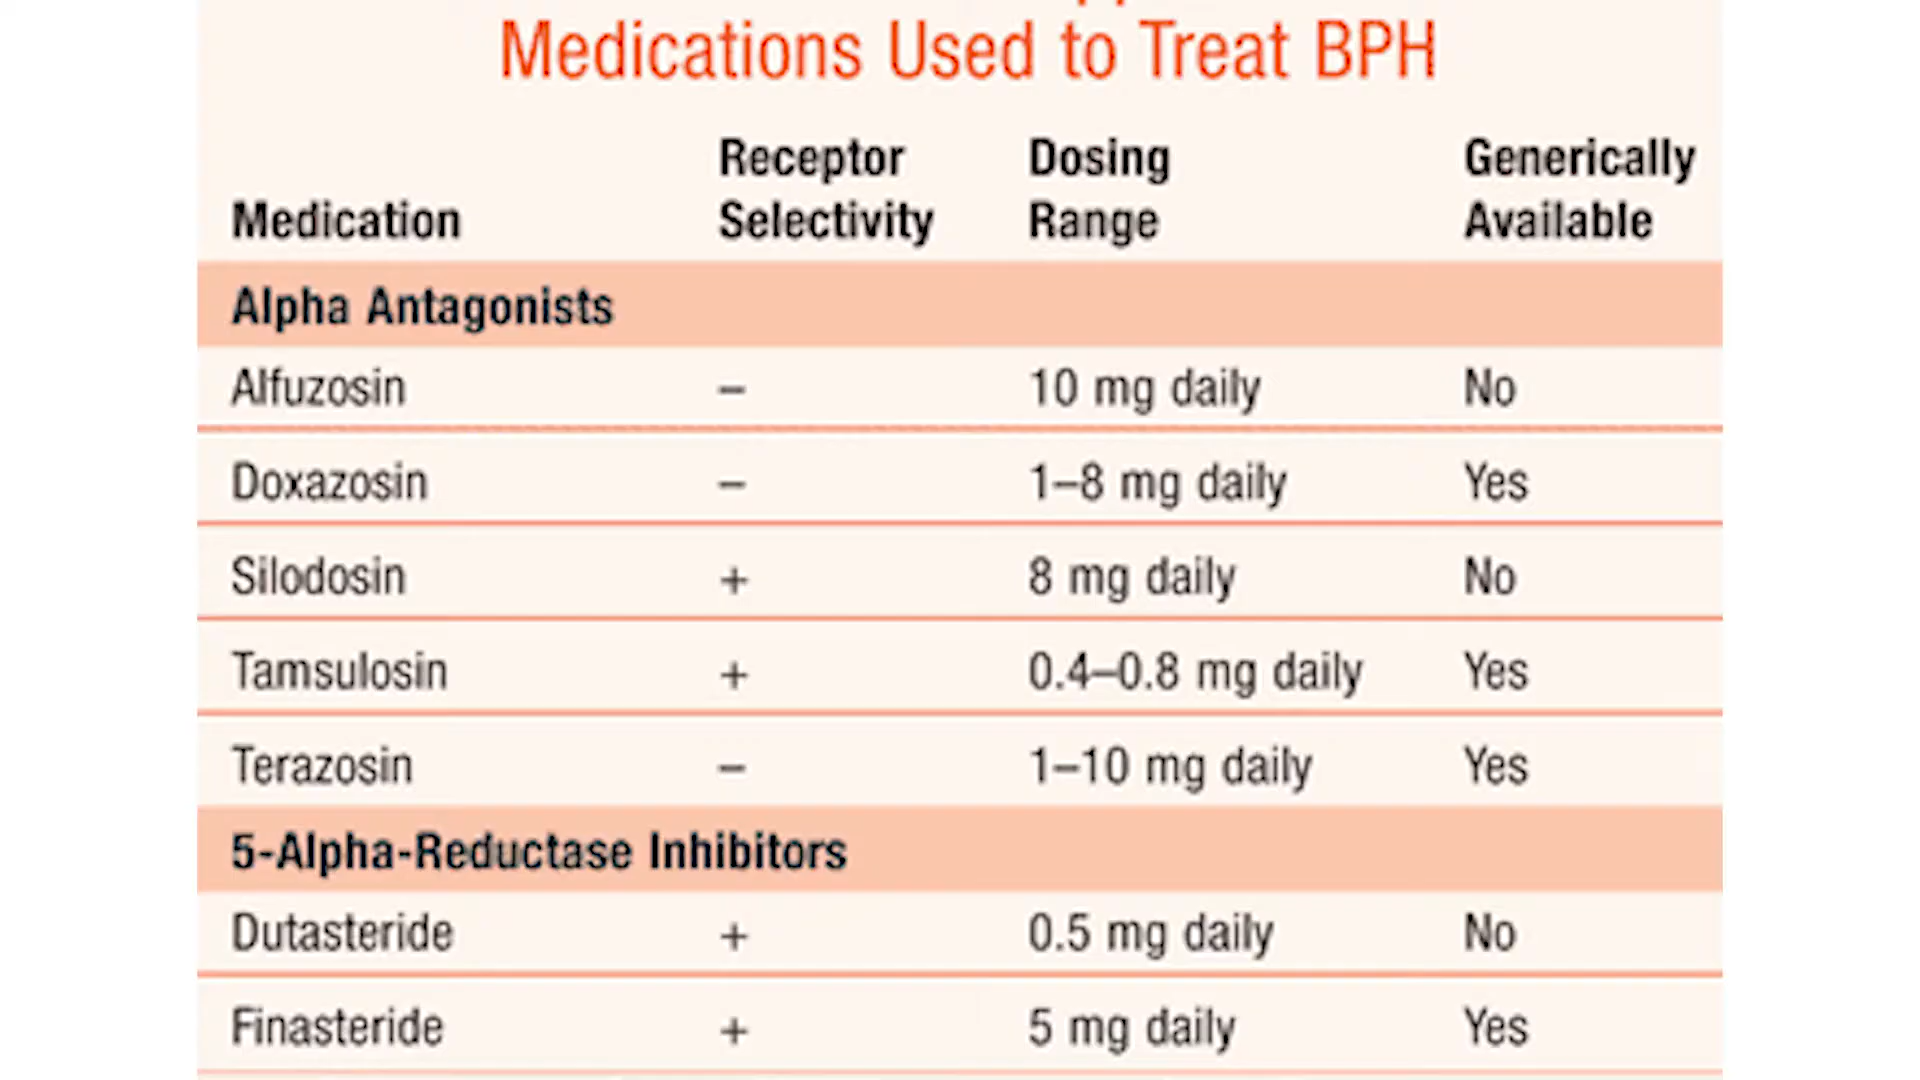 Medications Used to Treat BPH
Medication Receptor Selectivity Dosing Range Generically Available
Alpha Antagonists
Alfuzosin – 10 mg daily No
Doxazosin – 1–8 mg daily Yes
Silodosin + 8 mg daily No
Tamsulosin + 0.4–0.8 mg daily Yes
Terazosin – 1–10 mg daily Yes
5-Alpha-Reductase Inhibitors
Dutasteride + 0.5 mg daily No
Finasteride + 5 mg daily Yes